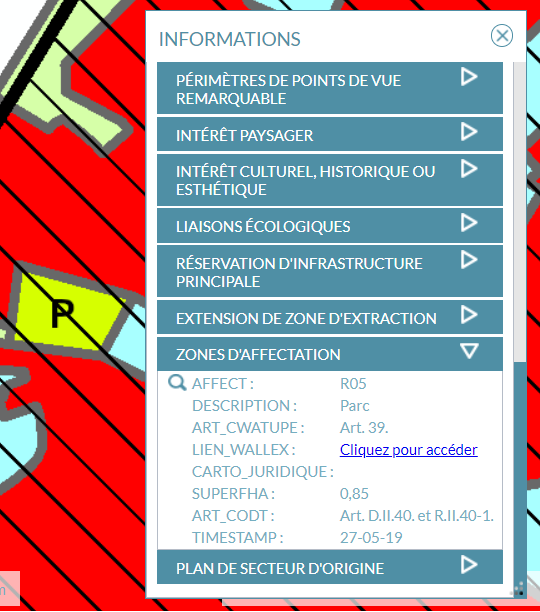 INFORMATIONS
PÉRIMÈTRES DE POINTS DE VUE
REMARQUABLE
INTÉRÊT PAYSAGER
INTÉRÊT CULTUREL, HISTORIQUE OU
ESTHÉTIQUE
LIAISONS ÉCOLOGIQUES
RÉSERVATION D'INFRASTRUCTURE
PRINCIPALE
EXTENSION DE ZONE D'EXTRACTION
ZONES D'AFFECTATION
AFFECT : R05
DESCRIPTION : Parc
ART_CWATUPE : Art. 39.
LIEN_WALLEX : Cliquez pour accéder
CARTO_JURIDIQUE :
SUPERFHA : 0,85
ART_CODT : Art. D.II.40. et R.II.40-1.
TIMESTAMP : 27-05-19
PLAN DE SECTEUR D'ORIGINE
P